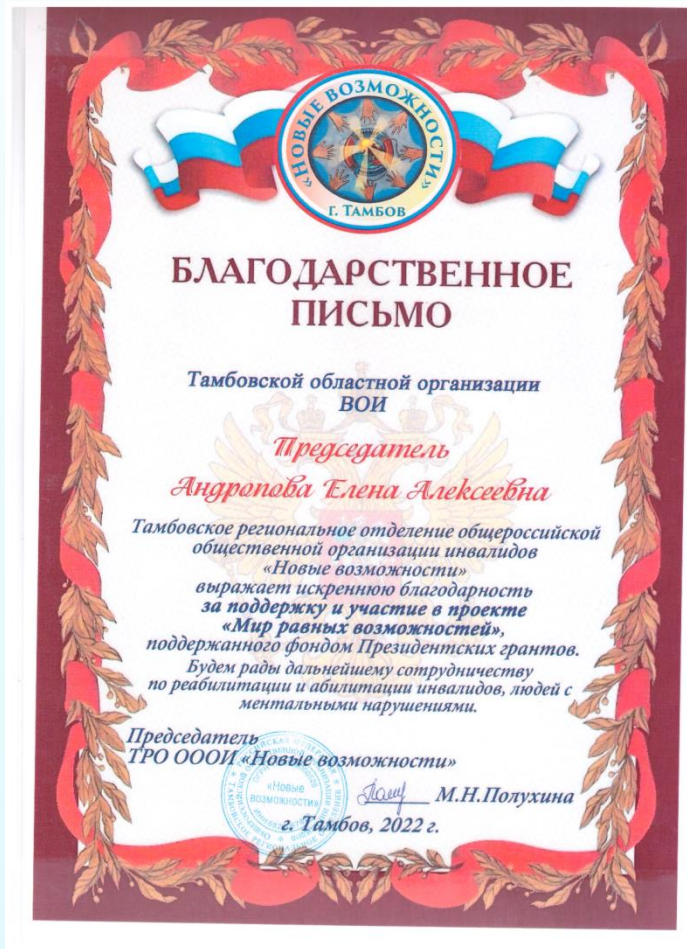 «НОВЫЕ ВОЗМОЖНОСТИ»
г. ТАМБОВ
БЛАГОДАРСТВЕННОЕ
ПИСЬМО
Тамбовской областной организации
ВОИ
Председатель
Андропова Елена Алексеевна
Тамбовское региональное отделение общероссийской
общественной организации инвалидов
«Новые возможности»
выражает искреннюю благодарность
за поддержку и участие в проекте
«Мир равных возможностей»,
поддержанного фондом Президентских грантов.
Будем рады дальнейшему сотрудничеству
по реабилитации и абилитации инвалидов, людей с
ментальными нарушениями.
Председатель
ТРО ОООИ «Новые возможности»
«Новые
возможности»
М.Н.Полухина
г. Тамбов, 2022 г.